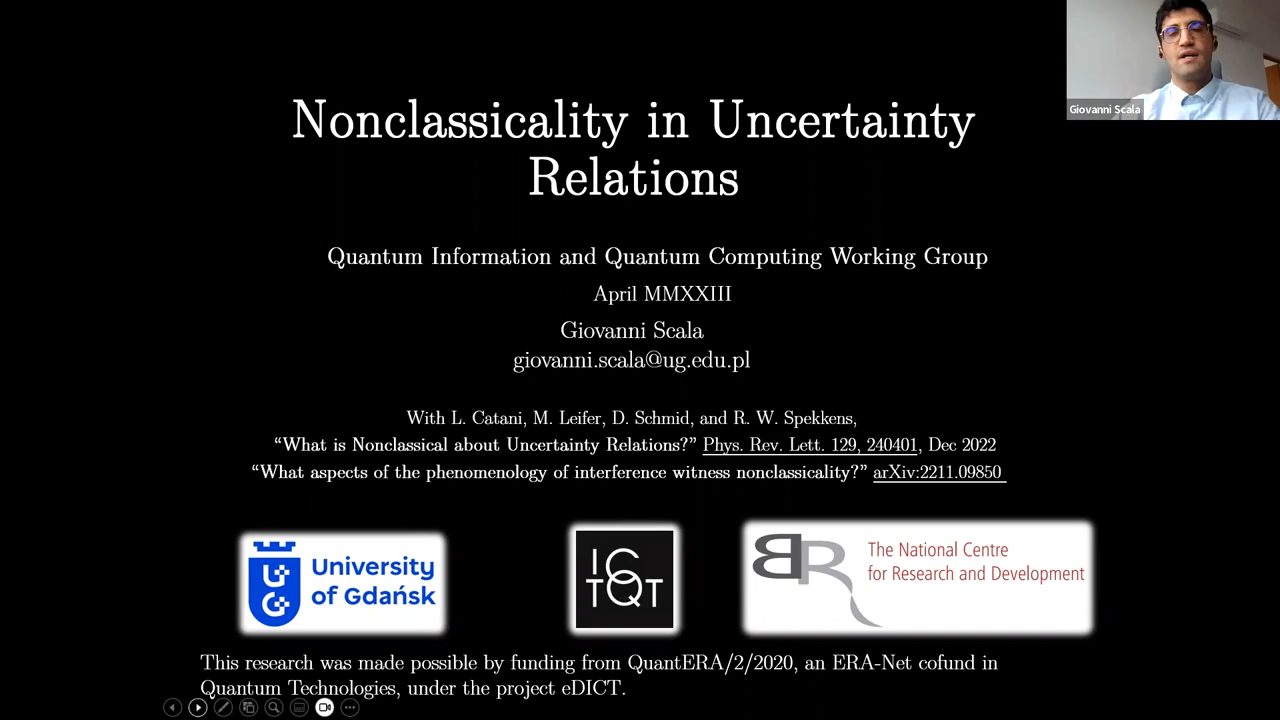 Giovanni Scala
Nonclassicality in Uncertainty
Relations
Quantum Information and Quantum Computing Working Group
April MMXXIII
Giovanni Scala
giovanni.scala@ug.edu.pl
With L. Catani, M. Leifer, D. Schmid, and R. W. Spekkens,
“What is Nonclassical about Uncertainty Relations?” Phys. Rev. Lett. 129, 240401, Dec 2022
“What aspects of the phenomenology of interference witness nonclassicality?” arXiv:2211.09850
UG
University
of Gdańsk
IC
TQT
BR
The National Centre
for Research and Development
This research was made possible by funding from QuantERA/2/2020, an ERA-Net cofund in
Quantum Technologies, under the project eDICT.